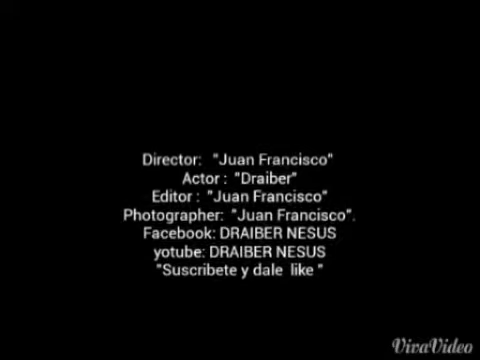 Director: "Juan Francisco"
Actor : "Draiber"
Editor : "Juan Francisco"
Photographer: "Juan Francisco".
Facebook: DRAIBER NESUS
yotube: DRAIBER NESUS
"Suscribete y dale like "
VivaVideo